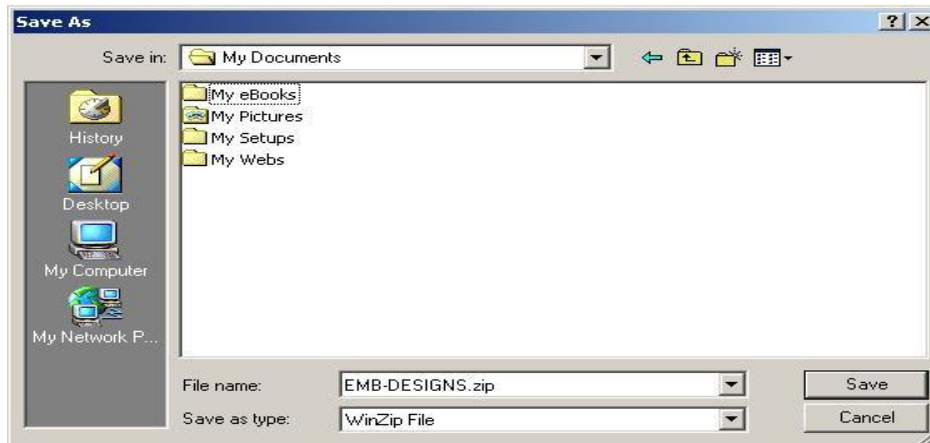 Save As
Save in: My Documents
My eBooks
My Pictures
My Setups
My Webs
History
Desktop
My Computer
My Network P...
File name: EMB-DESIGNS.zip Save
Save as type: WinZip File Cancel